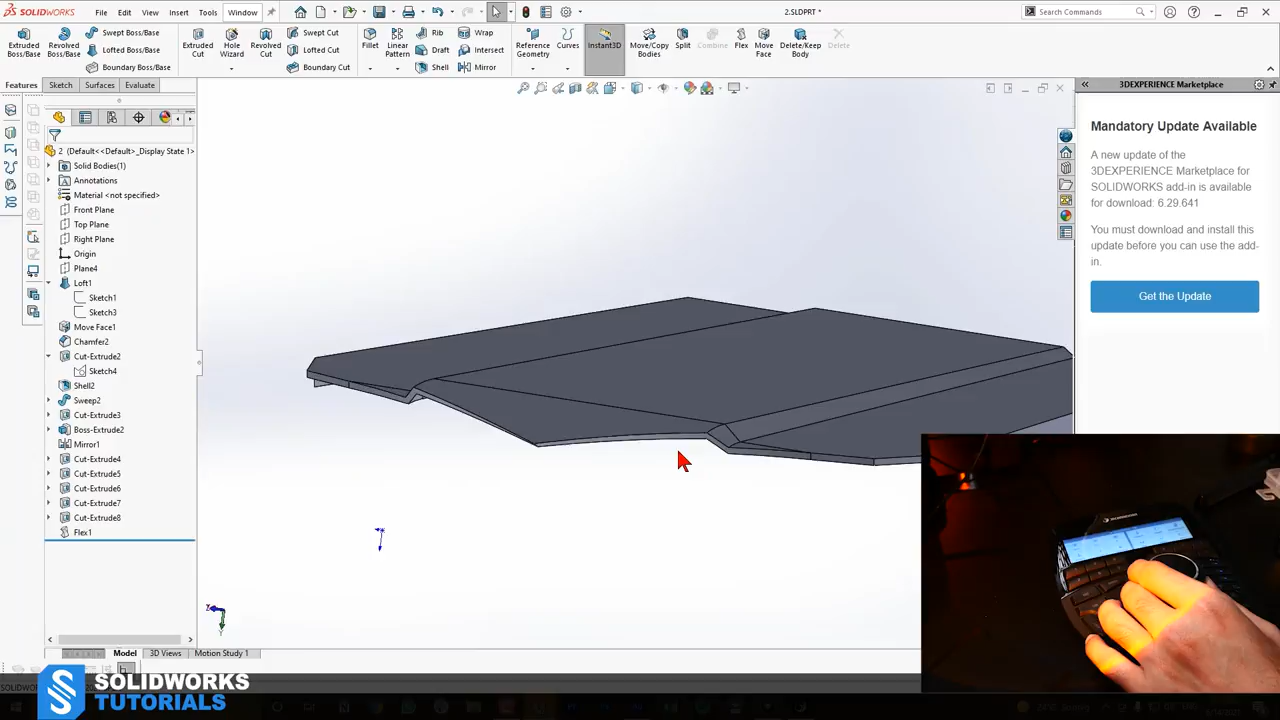 SOLIDWORKS
File Edit View Insert Tools Window
2.SLDPRT *
Search Commands
Extruded Boss/Base
Revolved Boss/Base
Swept Boss/Base
Lofted Boss/Base
Boundary Boss/Base
Extruded Cut
Hole Wizard
Revolved Cut
Swept Cut
Lofted Cut
Boundary Cut
Fillet
Linear Pattern
Rib
Draft
Shell
Wrap
Intersect
Mirror
Reference Geometry
Curves
Instant3D
Move/Copy Bodies
Split
Combine
Flex
Move Face
Delete/Keep Body
Delete
Features Sketch Surfaces Evaluate
2 (Default<<Default>_Display State 1>
Solid Bodies(1)
Annotations
Material <not specified>
Front Plane
Top Plane
Right Plane
Origin
Plane4
Loft1
Sketch1
Sketch3
Move Face1
Chamfer2
Cut-Extrude2
Sketch4
Shell2
Sweep2
Cut-Extrude3
Boss-Extrude2
Mirror1
Cut-Extrude4
Cut-Extrude5
Cut-Extrude6
Cut-Extrude7
Cut-Extrude8
Flex1
3DEXPERIENCE Marketplace
Mandatory Update Available
A new update of the
3DEXPERIENCE Marketplace for
SOLIDWORKS add-in is available
for download: 6.29.641
You must download and install this
update before you can use the add-
in.
Get the Update
Model 3D Views Motion Study 1
SOLIDWORKS
TUTORIALS